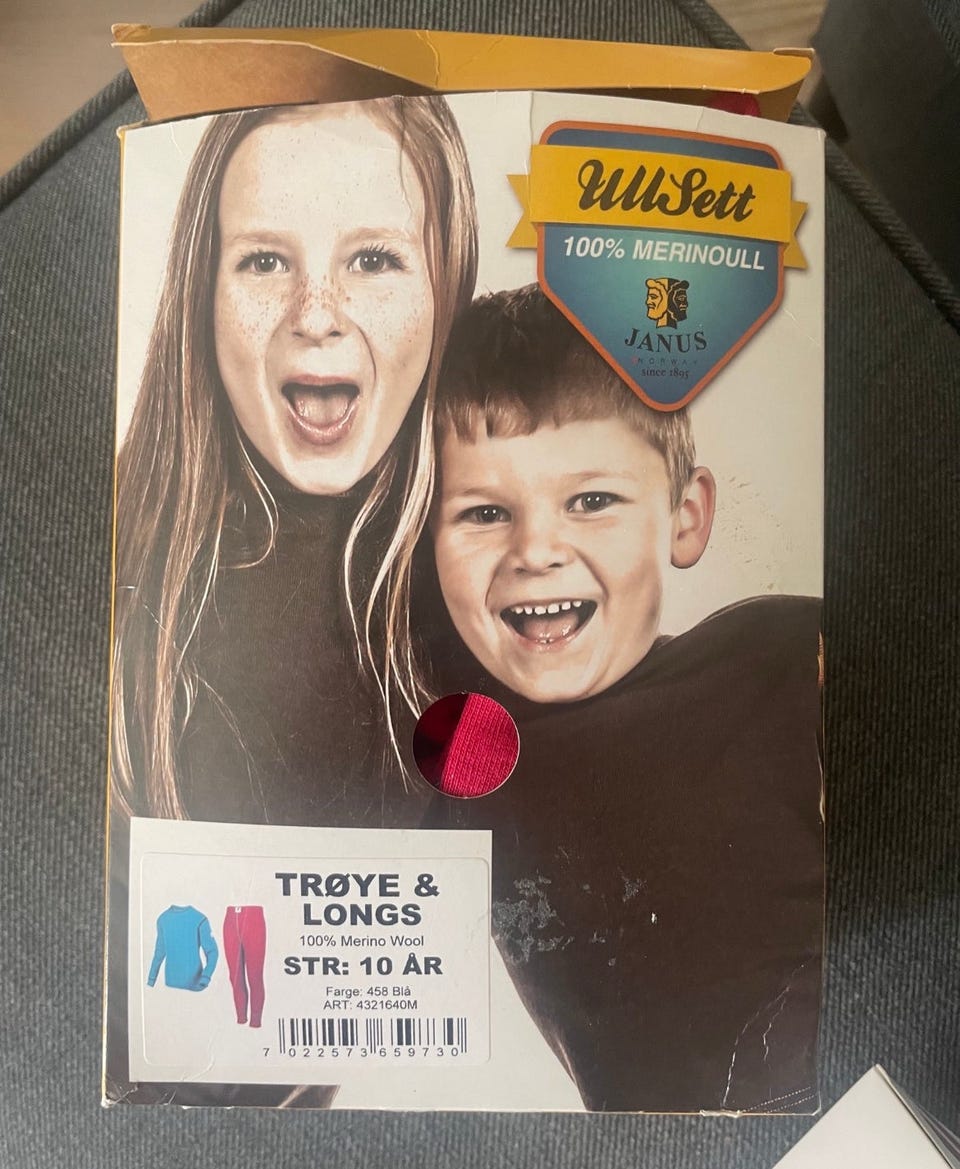 UllSett
100% MERINOULL
JANUS
NORWAY
since 1895
TRØYE &
LONGS
100% Merino Wool
STR: 10 ÅR
Farge: 458 Blå
ART: 4321640M
7 022573 659730